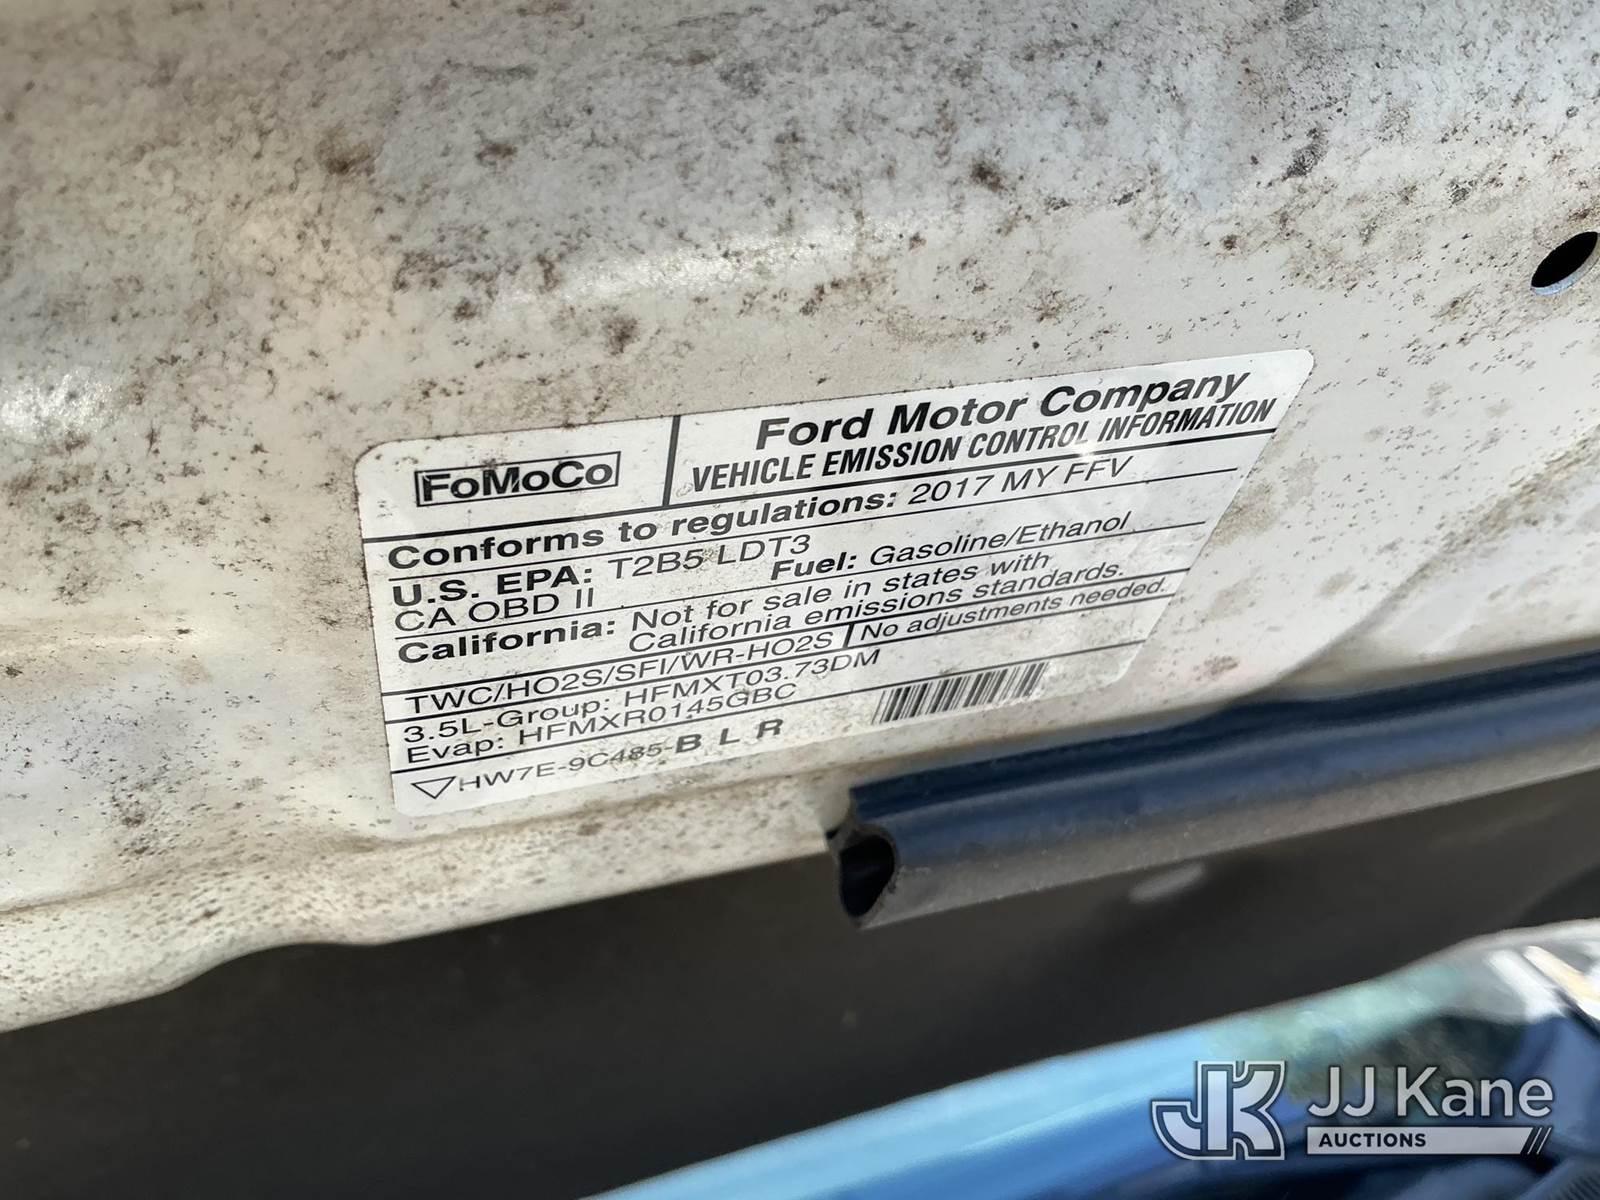 FoMoCo
Ford Motor Company
VEHICLE EMISSION CONTROL INFORMATION
Conforms to regulations: 2017 MY FFV
U.S. EPA: T2B5 LDT3
CA OBD II Fuel: Gasoline/Ethanol
California: Not for sale in states with
California emissions standards.
TWC/HO2S/SFI/WR-HO2S No adjustments needed.
3.5L-Group: HFMXT03.73DM
Evap: HFMXR0145GBC
HW7E-9C485-B L R
JK JJ Kane
AUCTIONS